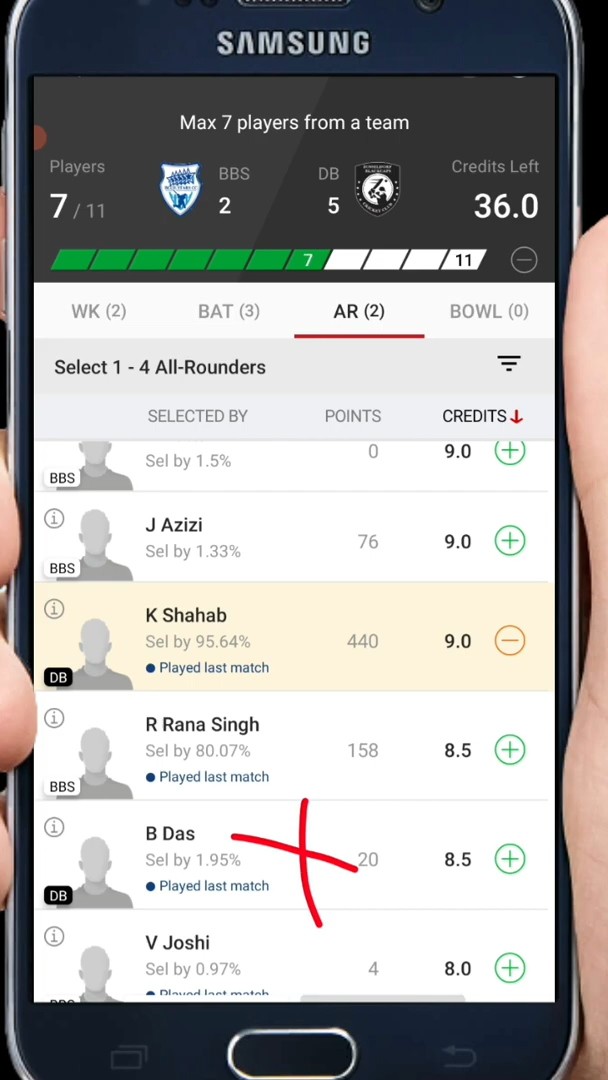 SAMSUNG
Max 7 players from a team
Players
7 / 11
BBS
2
DB
5
Credits Left
36.0
7
11
WK (2)
BAT (3)
AR (2)
BOWL (0)
Select 1 - 4 All-Rounders
SELECTED BY
POINTS
CREDITS
Sel by 1.5%
0
9.0
BBS
J Azizi
Sel by 1.33%
76
9.0
BBS
K Shahab
Sel by 95.64%
Played last match
440
9.0
DB
R Rana Singh
Sel by 80.07%
Played last match
158
8.5
BBS
B Das
Sel by 1.95%
Played last match
20
8.5
DB
V Joshi
Sel by 0.97%
Played last match
4
8.0
BBS